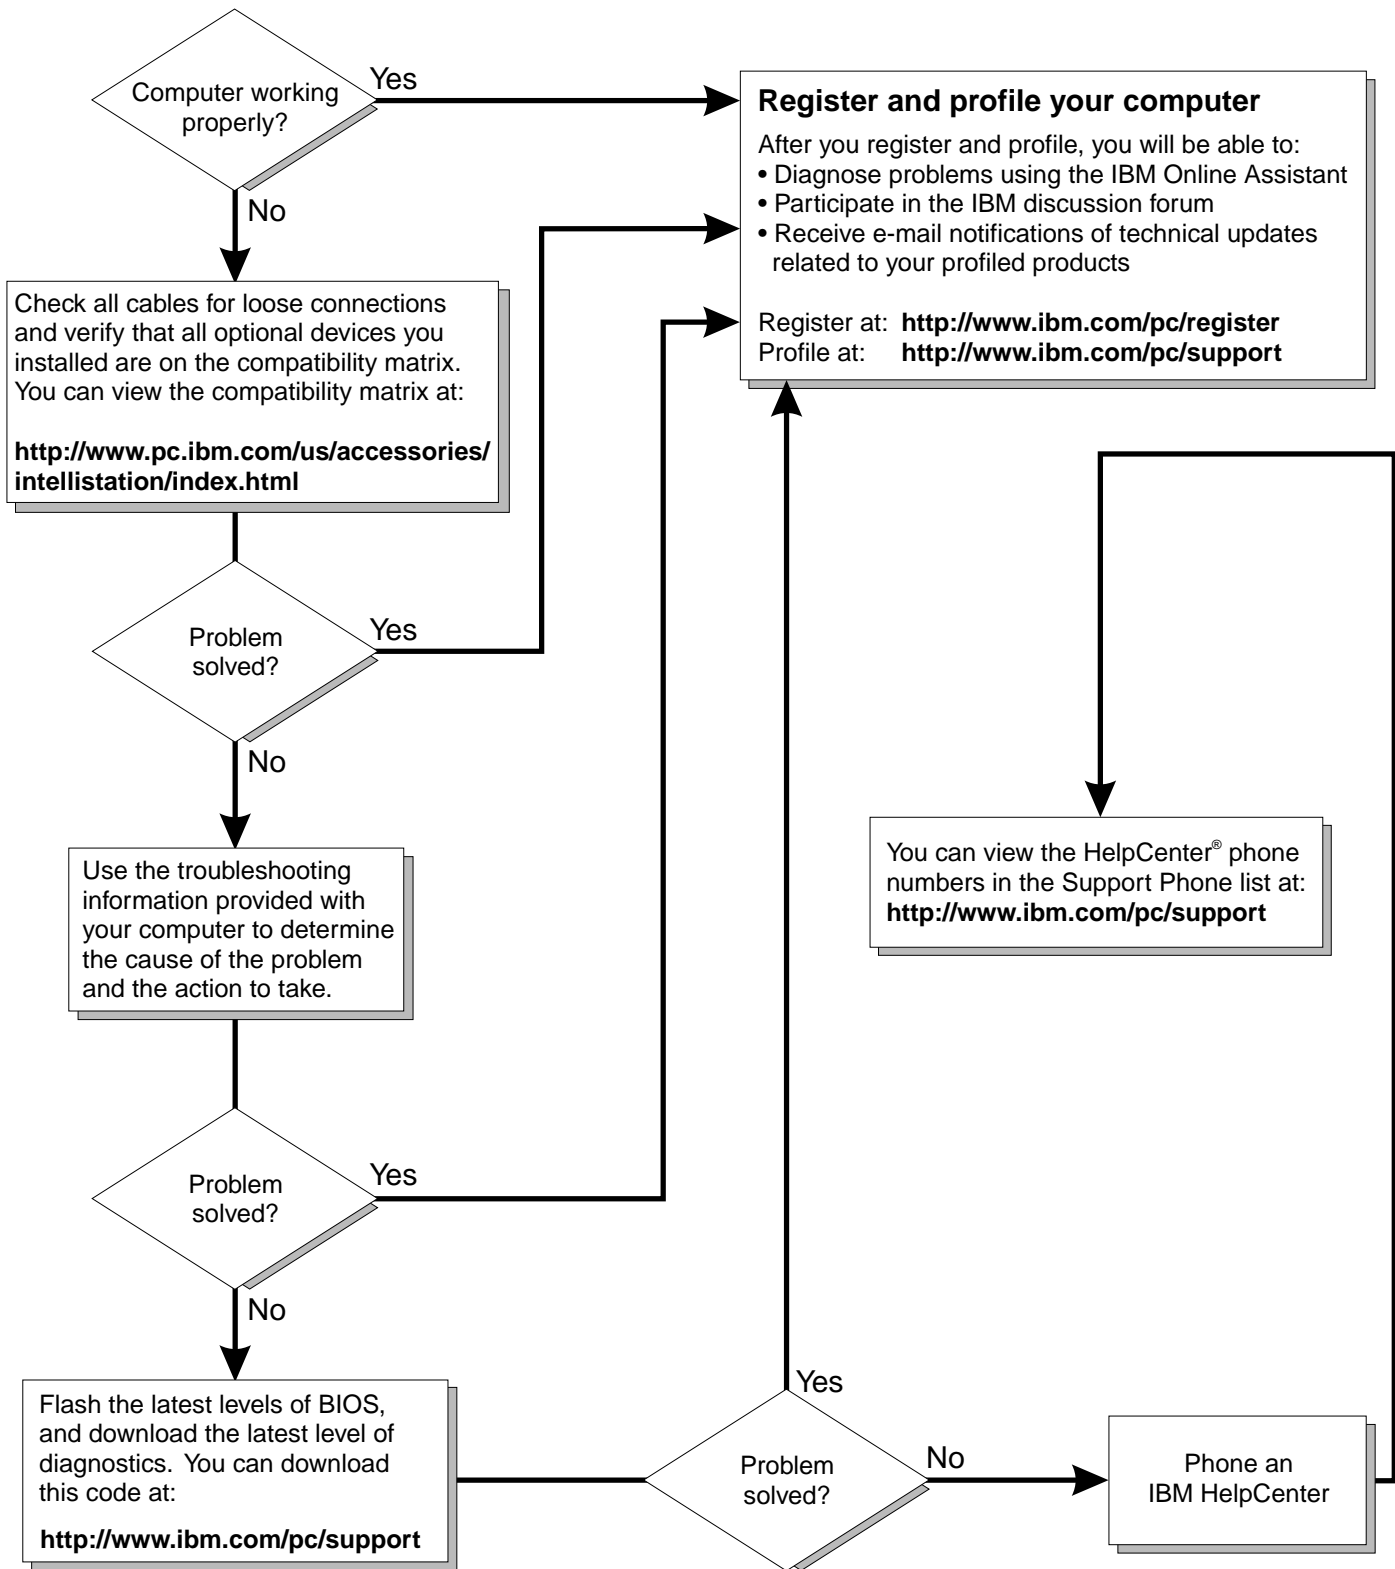 Computer working
properly?
Yes
No
Register and profile your computer
After you register and profile, you will be able to:
• Diagnose problems using the IBM Online Assistant
• Participate in the IBM discussion forum
• Receive e-mail notifications of technical updates
related to your profiled products
Register at: http://www.ibm.com/pc/register
Profile at: http://www.ibm.com/pc/support
Check all cables for loose connections
and verify that all optional devices you
installed are on the compatibility matrix.
You can view the compatibility matrix at:
http://www.pc.ibm.com/us/accessories/
intellistation/index.html
Problem
solved?
Yes
No
Use the troubleshooting
information provided with
your computer to determine
the cause of the problem
and the action to take.
You can view the HelpCenter® phone
numbers in the Support Phone list at:
http://www.ibm.com/pc/support
Problem
solved?
Yes
No
Flash the latest levels of BIOS,
and download the latest level of
diagnostics. You can download
this code at:
http://www.ibm.com/pc/support
Problem
solved?
Yes
No
Phone an
IBM HelpCenter